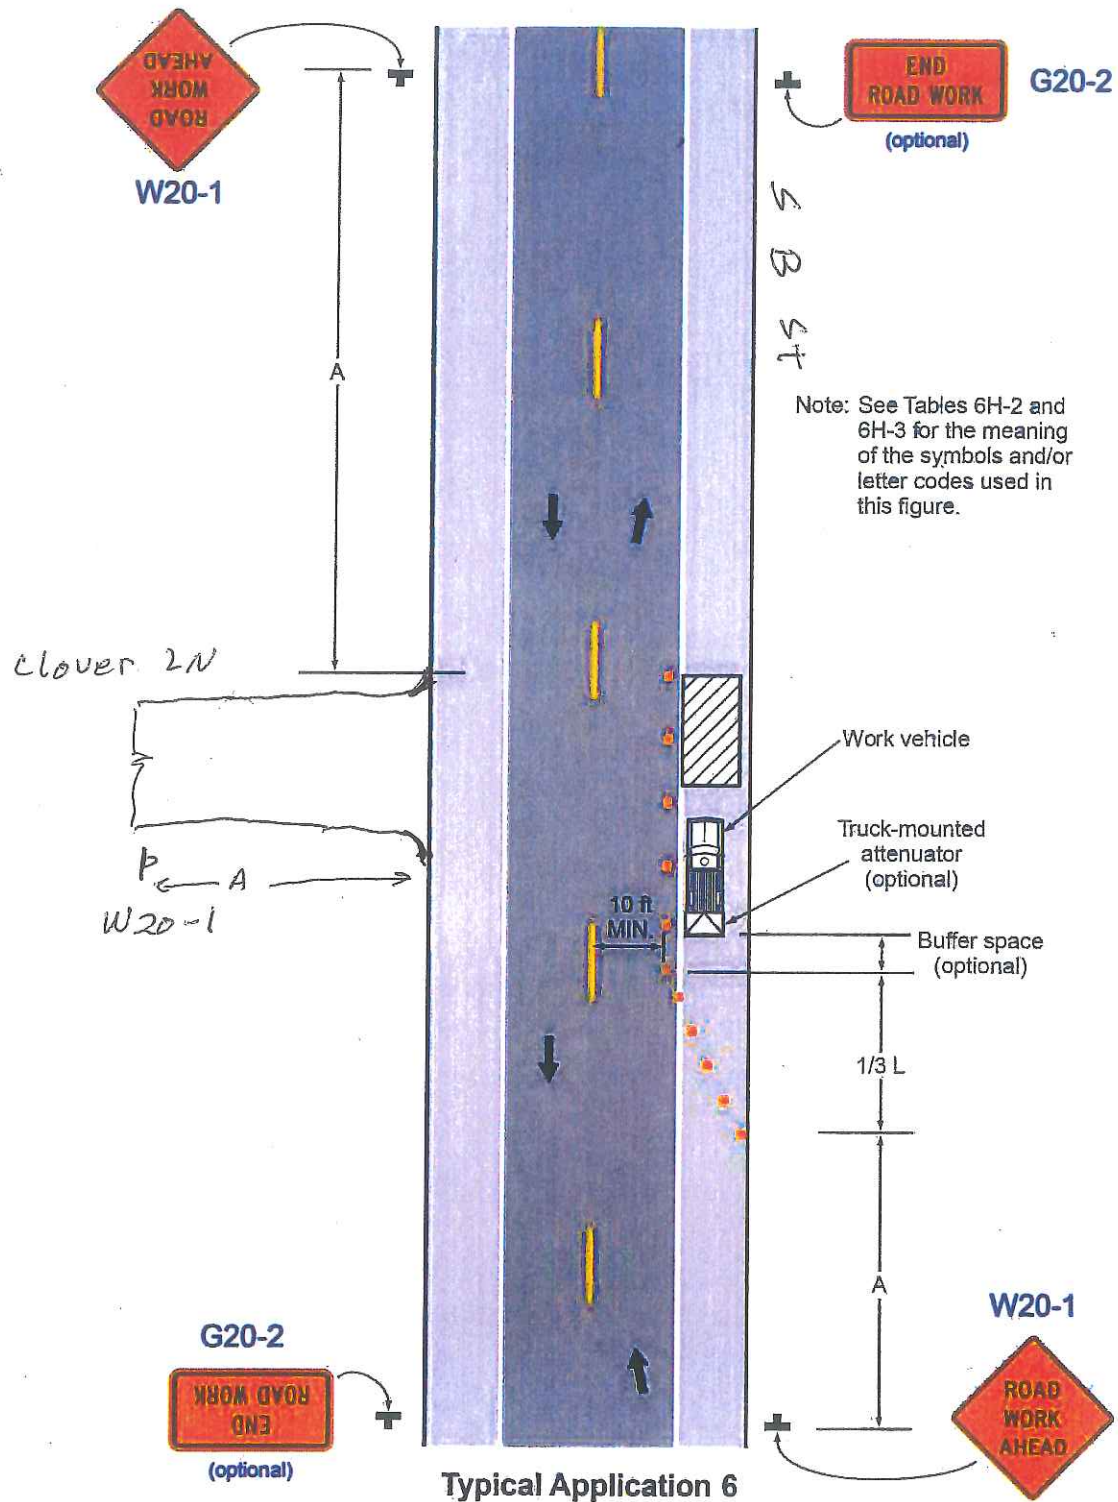 ROAD
WORK
AHEAD
W20-1
END
ROAD WORK
(optional)
G20-2
S B St
A
Note: See Tables 6H-2 and
6H-3 for the meaning
of the symbols and/or
letter codes used in
this figure.
Clover LN
Work vehicle
Truck-mounted
attenuator
(optional)
A
W20-1
10 ft
MIN.
Buffer space
(optional)
1/3 L
A
G20-2
END
ROAD WORK
(optional)
W20-1
ROAD
WORK
AHEAD
Typical Application 6